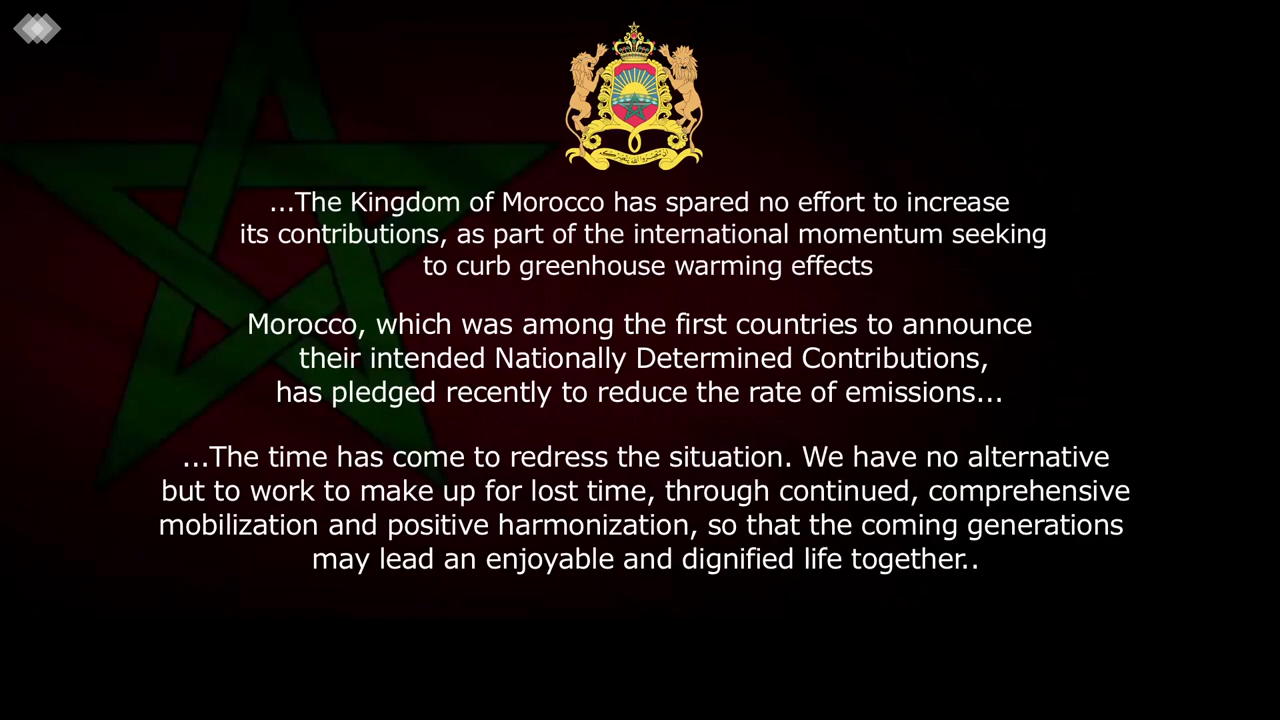 إن تنصروا الله ينصركم
...The Kingdom of Morocco has spared no effort to increase
its contributions, as part of the international momentum seeking
to curb greenhouse warming effects
Morocco, which was among the first countries to announce
their intended Nationally Determined Contributions,
has pledged recently to reduce the rate of emissions...
...The time has come to redress the situation. We have no alternative
but to work to make up for lost time, through continued, comprehensive
mobilization and positive harmonization, so that the coming generations
may lead an enjoyable and dignified life together..